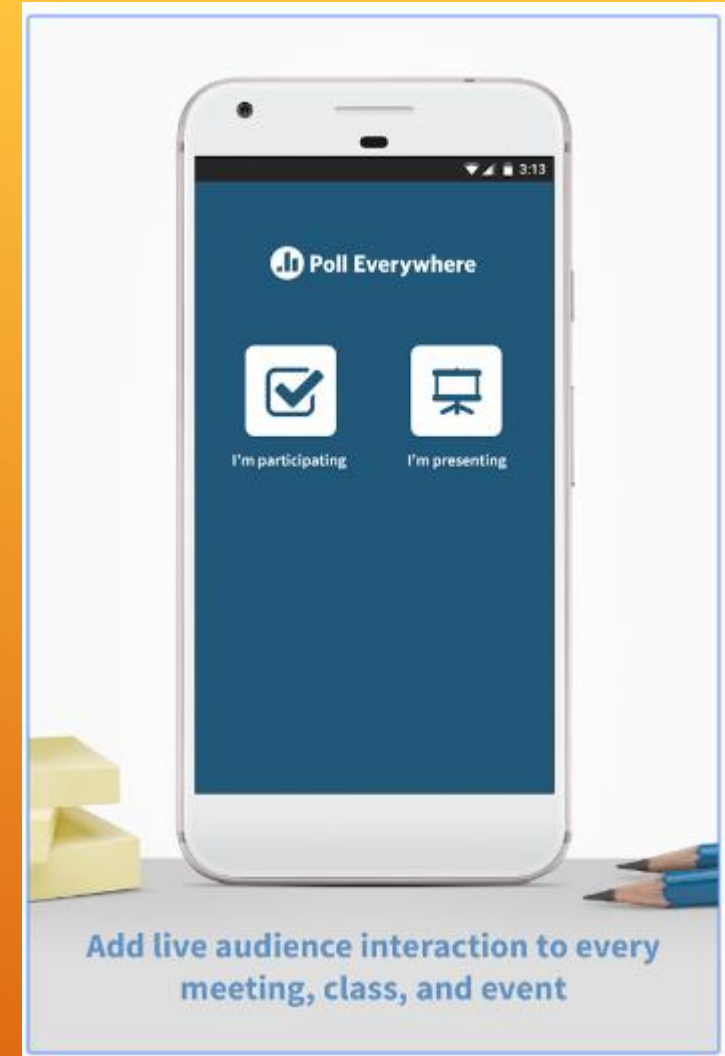 3:13
Poll Everywhere
I'm participating
I'm presenting
Add live audience interaction to every
meeting, class, and event